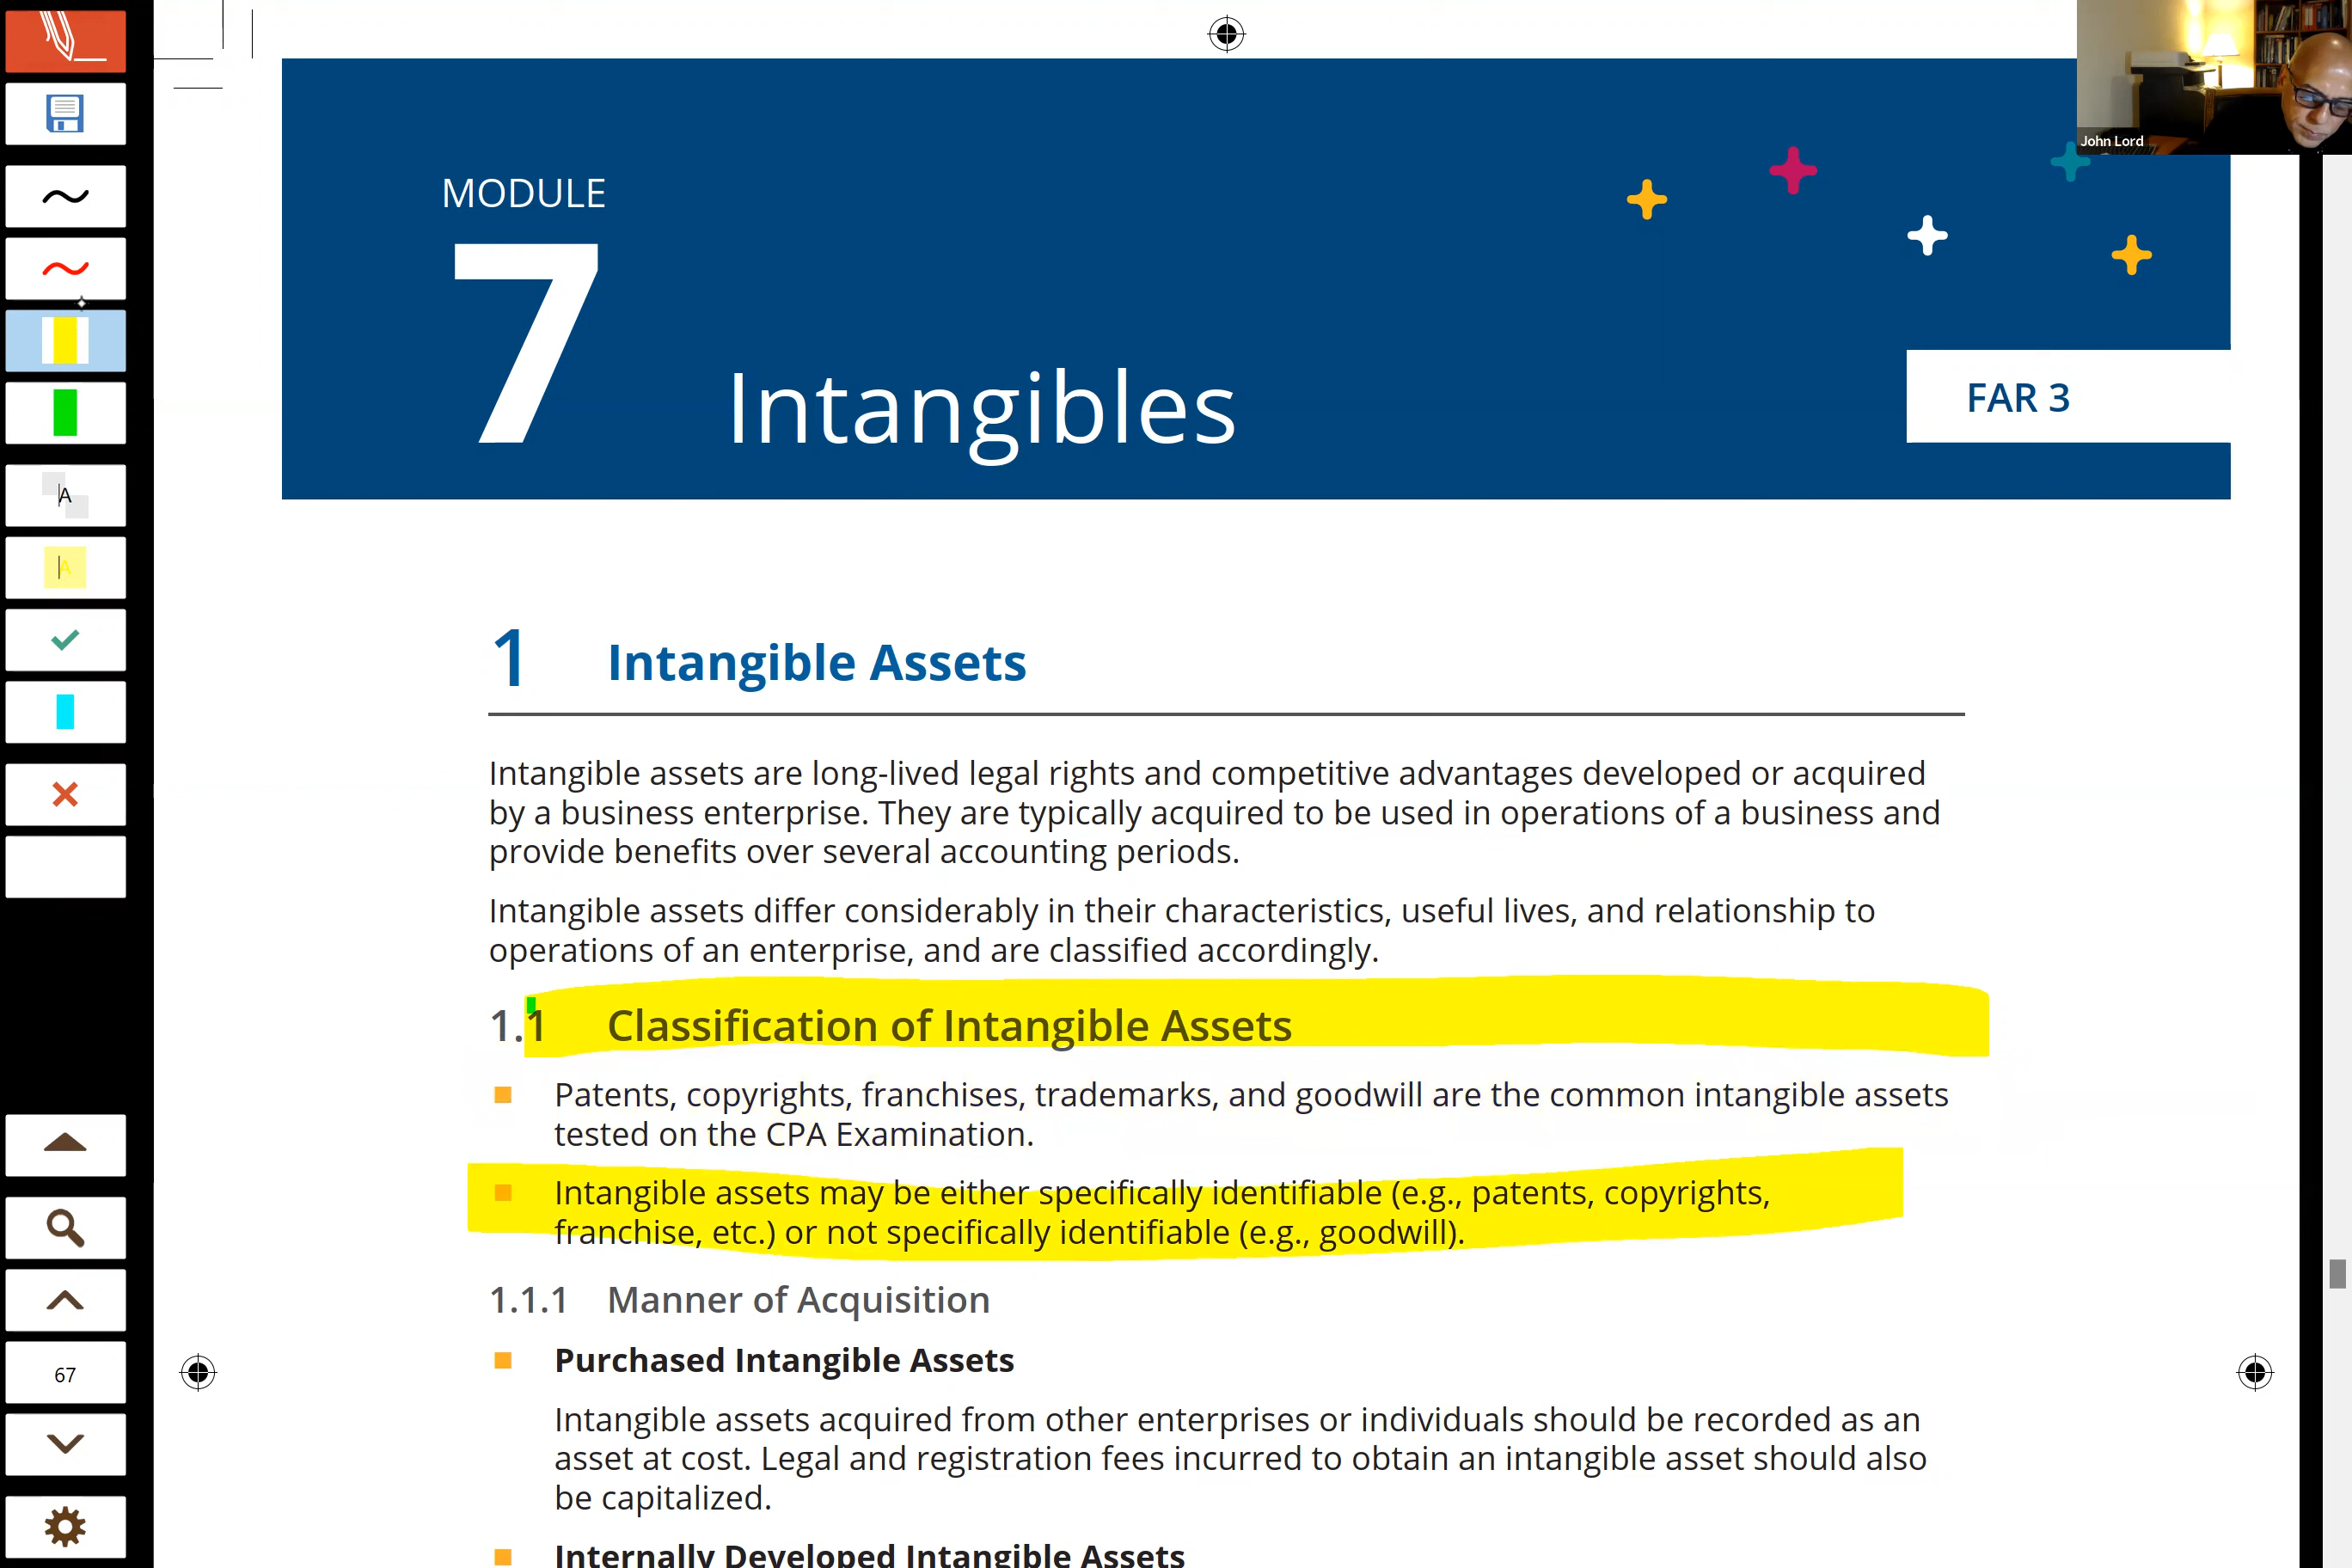 John Lord
MODULE
7
Intangibles
FAR 3
1 Intangible Assets
Intangible assets are long-lived legal rights and competitive advantages developed or acquired
by a business enterprise. They are typically acquired to be used in operations of a business and
provide benefits over several accounting periods.
Intangible assets differ considerably in their characteristics, useful lives, and relationship to
operations of an enterprise, and are classified accordingly.
1.1 Classification of Intangible Assets
Patents, copyrights, franchises, trademarks, and goodwill are the common intangible assets
tested on the CPA Examination.
Intangible assets may be either specifically identifiable (e.g., patents, copyrights,
franchise, etc.) or not specifically identifiable (e.g., goodwill).
1.1.1 Manner of Acquisition
Purchased Intangible Assets
Intangible assets acquired from other enterprises or individuals should be recorded as an
asset at cost. Legal and registration fees incurred to obtain an intangible asset should also
be capitalized.
Internally Developed Intangible Assets
A
A
67